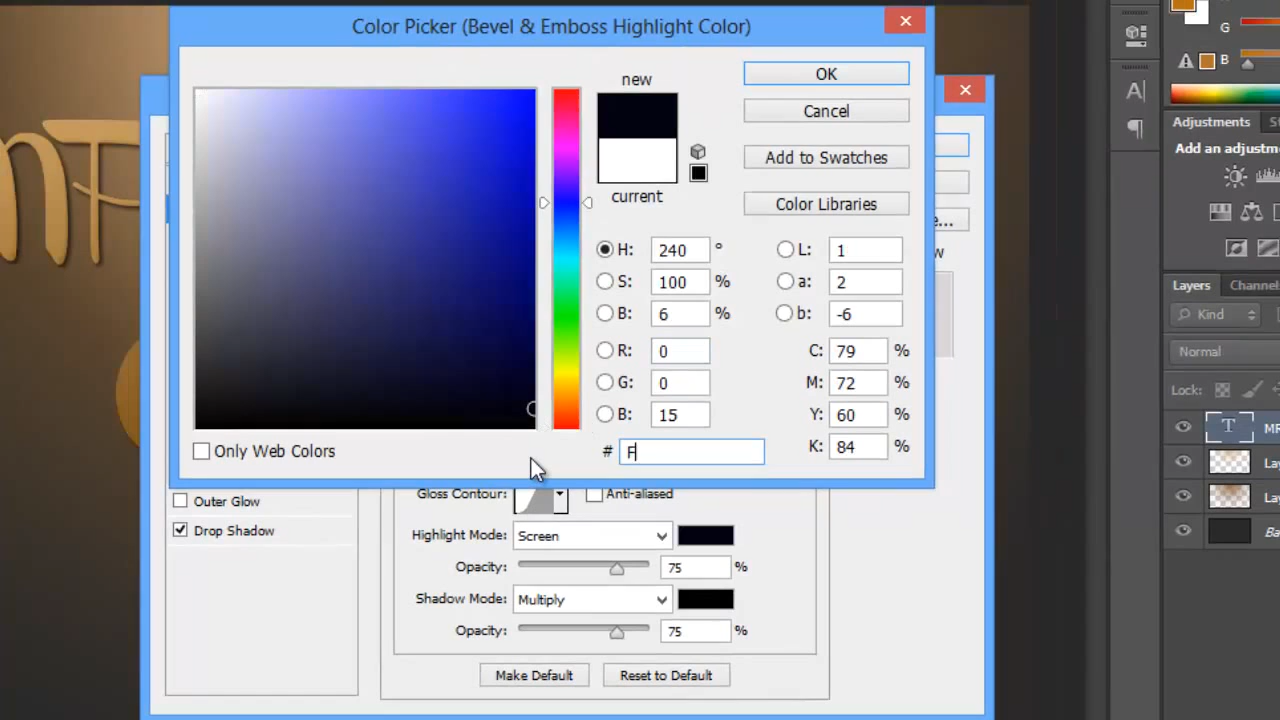 Color Picker (Bevel & Emboss Highlight Color)
new
current
OK
Cancel
Add to Swatches
Color Libraries
H: 240 °
S: 100 %
B: 6 %
R: 0
G: 0
B: 15
L: 1
a: 2
b: -6
C: 79 %
M: 72 %
Y: 60 %
K: 84 %
Only Web Colors
# F
Outer Glow
Drop Shadow
Gloss Contour:
Anti-aliased
Highlight Mode: Screen
Opacity: 75 %
Shadow Mode: Multiply
Opacity: 75 %
Make Default
Reset to Default
G
B
Adjustments
Add an adjustm
Layers
Channel
Kind
Normal
Lock:
T MR
Lay
Lay
Ba